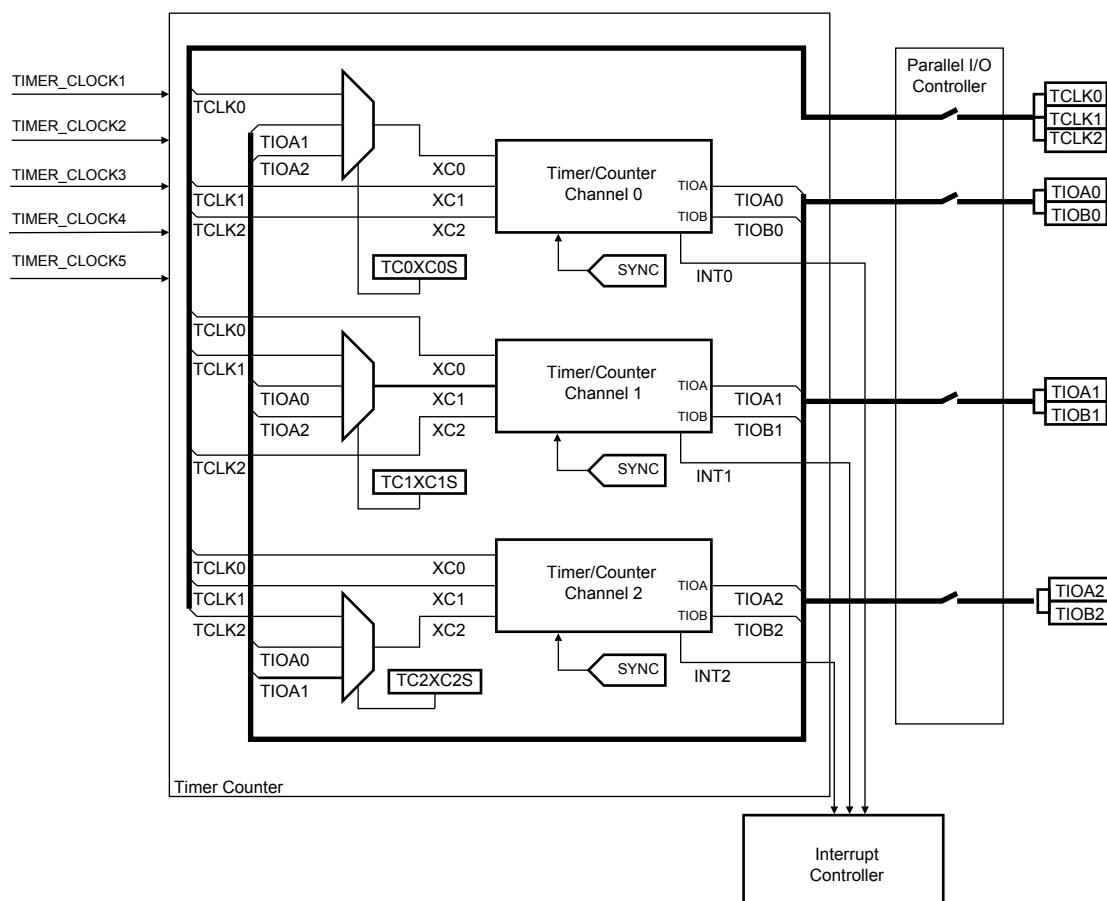 TIMER_CLOCK1
TIMER_CLOCK2
TIMER_CLOCK3
TIMER_CLOCK4
TIMER_CLOCK5
TCLK0
TIOA1
TIOA2
TCLK1
TCLK2
XC0
XC1
XC2
TC0XC0S
Timer/Counter
Channel 0
TIOA
TIOB
TIOA0
TIOB0
SYNC
INT0
TCLK0
TCLK1
TIOA0
TIOA2
TCLK2
XC0
XC1
XC2
TC1XC1S
Timer/Counter
Channel 1
TIOA
TIOB
TIOA1
TIOB1
SYNC
INT1
TCLK0
TCLK1
TCLK2
TIOA0
TIOA1
XC0
XC1
XC2
TC2XC2S
Timer/Counter
Channel 2
TIOA
TIOB
TIOA2
TIOB2
SYNC
INT2
Timer Counter
Parallel I/O
Controller
TCLK0
TCLK1
TCLK2
TIOA0
TIOB0
TIOA1
TIOB1
TIOA2
TIOB2
Interrupt
Controller